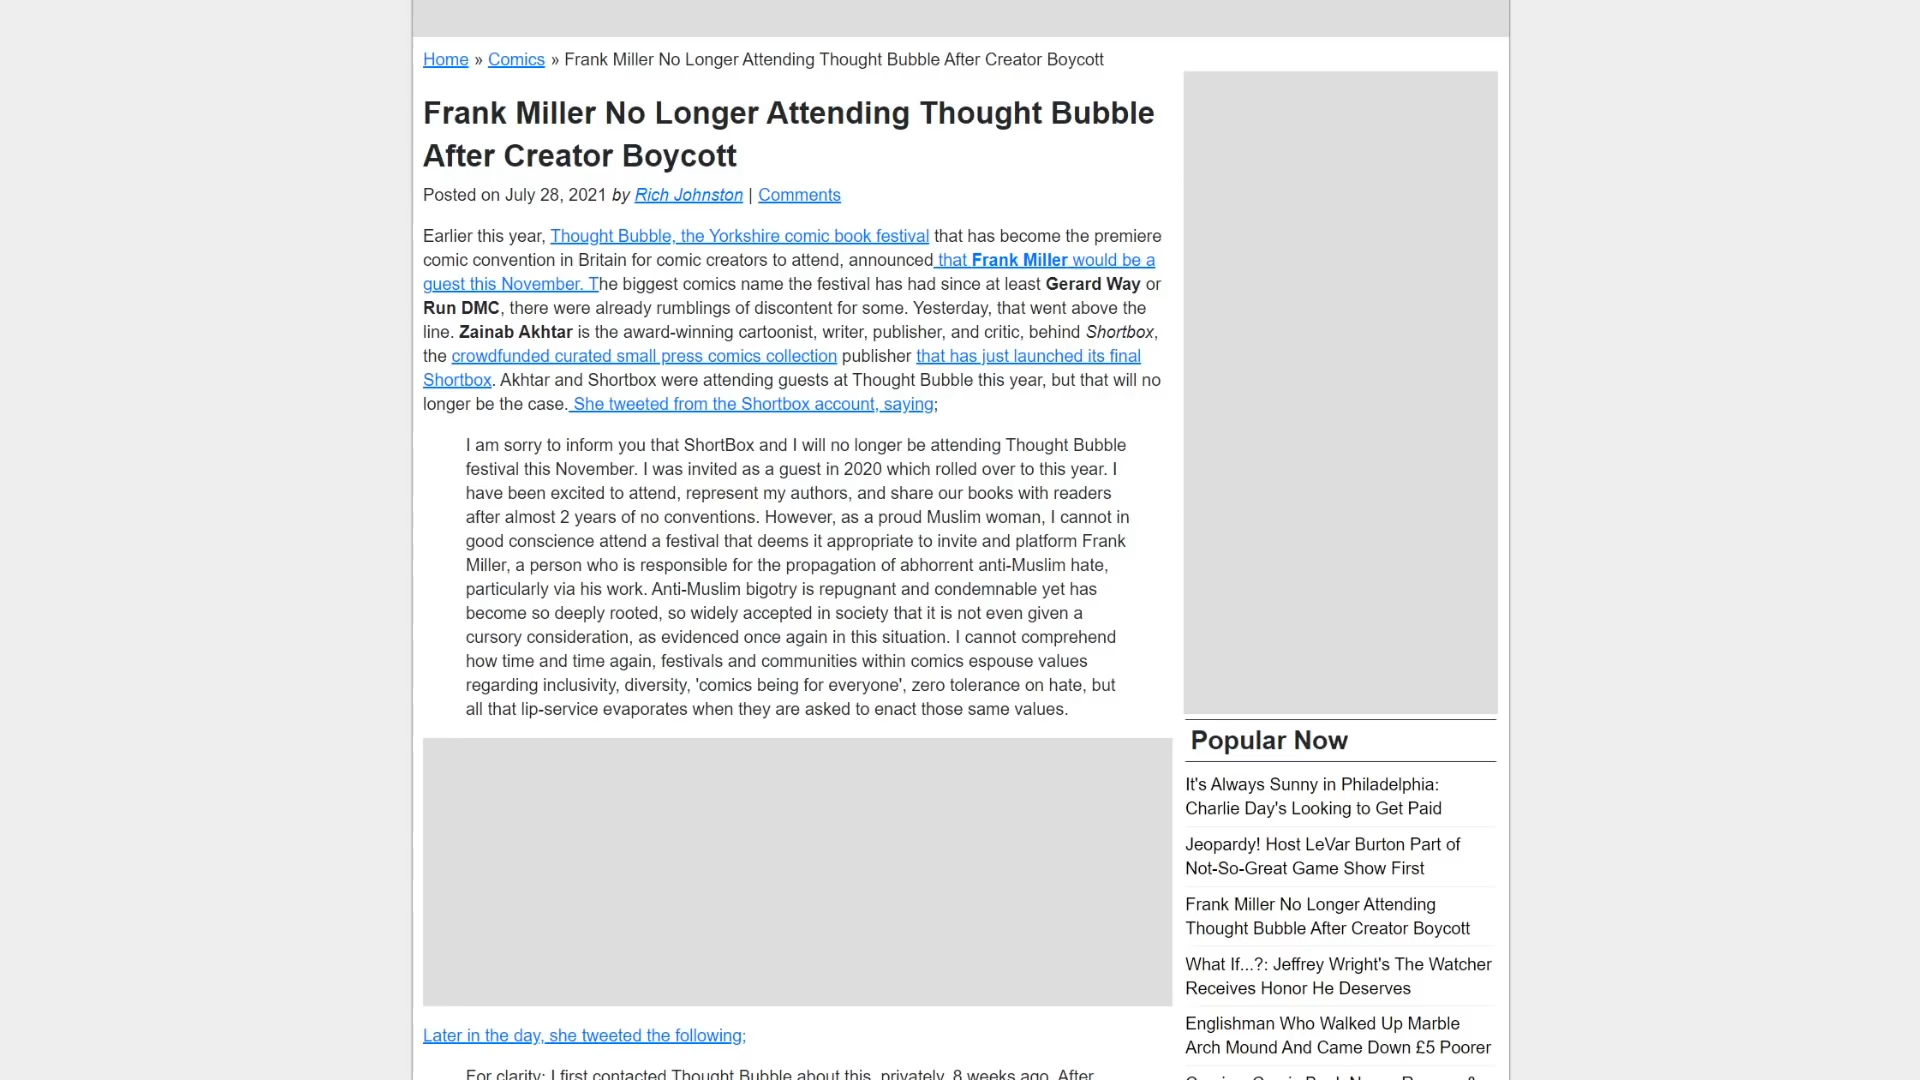 Home » Comics » Frank Miller No Longer Attending Thought Bubble After Creator Boycott
Frank Miller No Longer Attending Thought Bubble
After Creator Boycott
Posted on July 28, 2021 by Rich Johnston | Comments
Earlier this year, Thought Bubble, the Yorkshire comic book festival that has become the premiere
comic convention in Britain for comic creators to attend, announced that Frank Miller would be a
guest this November. The biggest comics name the festival has had since at least Gerard Way or
Run DMC, there were already rumblings of discontent for some. Yesterday, that went above the
line. Zainab Akhtar is the award-winning cartoonist, writer, publisher, and critic, behind Shortbox,
the crowdfunded curated small press comics collection publisher that has just launched its final
Shortbox. Akhtar and Shortbox were attending guests at Thought Bubble this year, but that will no
longer be the case. She tweeted from the Shortbox account, saying;
I am sorry to inform you that ShortBox and I will no longer be attending Thought Bubble
festival this November. I was invited as a guest in 2020 which rolled over to this year. I
have been excited to attend, represent my authors, and share our books with readers
after almost 2 years of no conventions. However, as a proud Muslim woman, I cannot in
good conscience attend a festival that deems it appropriate to invite and platform Frank
Miller, a person who is responsible for the propagation of abhorrent anti-Muslim hate,
particularly via his work. Anti-Muslim bigotry is repugnant and condemnable yet has
become so deeply rooted, so widely accepted in society that it is not even given a
cursory consideration, as evidenced once again in this situation. I cannot comprehend
how time and time again, festivals and communities within comics espouse values
regarding inclusivity, diversity, 'comics being for everyone', zero tolerance on hate, but
all that lip-service evaporates when they are asked to enact those same values.
Later in the day, she tweeted the following;
For clarity: I first contacted Thought Bubble about this, privately, 8 weeks ago. After
Popular Now
It's Always Sunny in Philadelphia:
Charlie Day's Looking to Get Paid
Jeopardy! Host LeVar Burton Part of
Not-So-Great Game Show First
Frank Miller No Longer Attending
Thought Bubble After Creator Boycott
What If...?: Jeffrey Wright's The Watcher
Receives Honor He Deserves
Englishman Who Walked Up Marble
Arch Mound And Came Down £5 Poorer